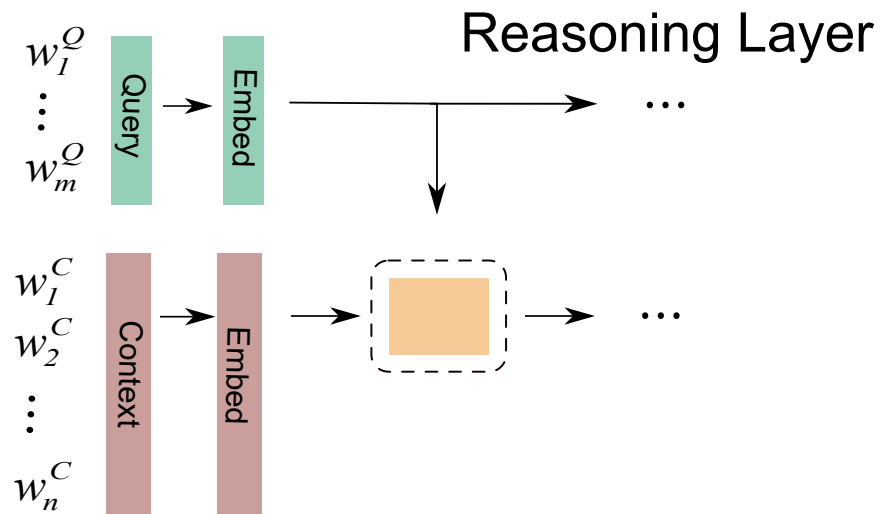 Reasoning Layer
w_1^Q
⋮
w_m^Q
Query
Embed
...
w_1^C
w_2^C
⋮
w_n^C
Context
Embed
...